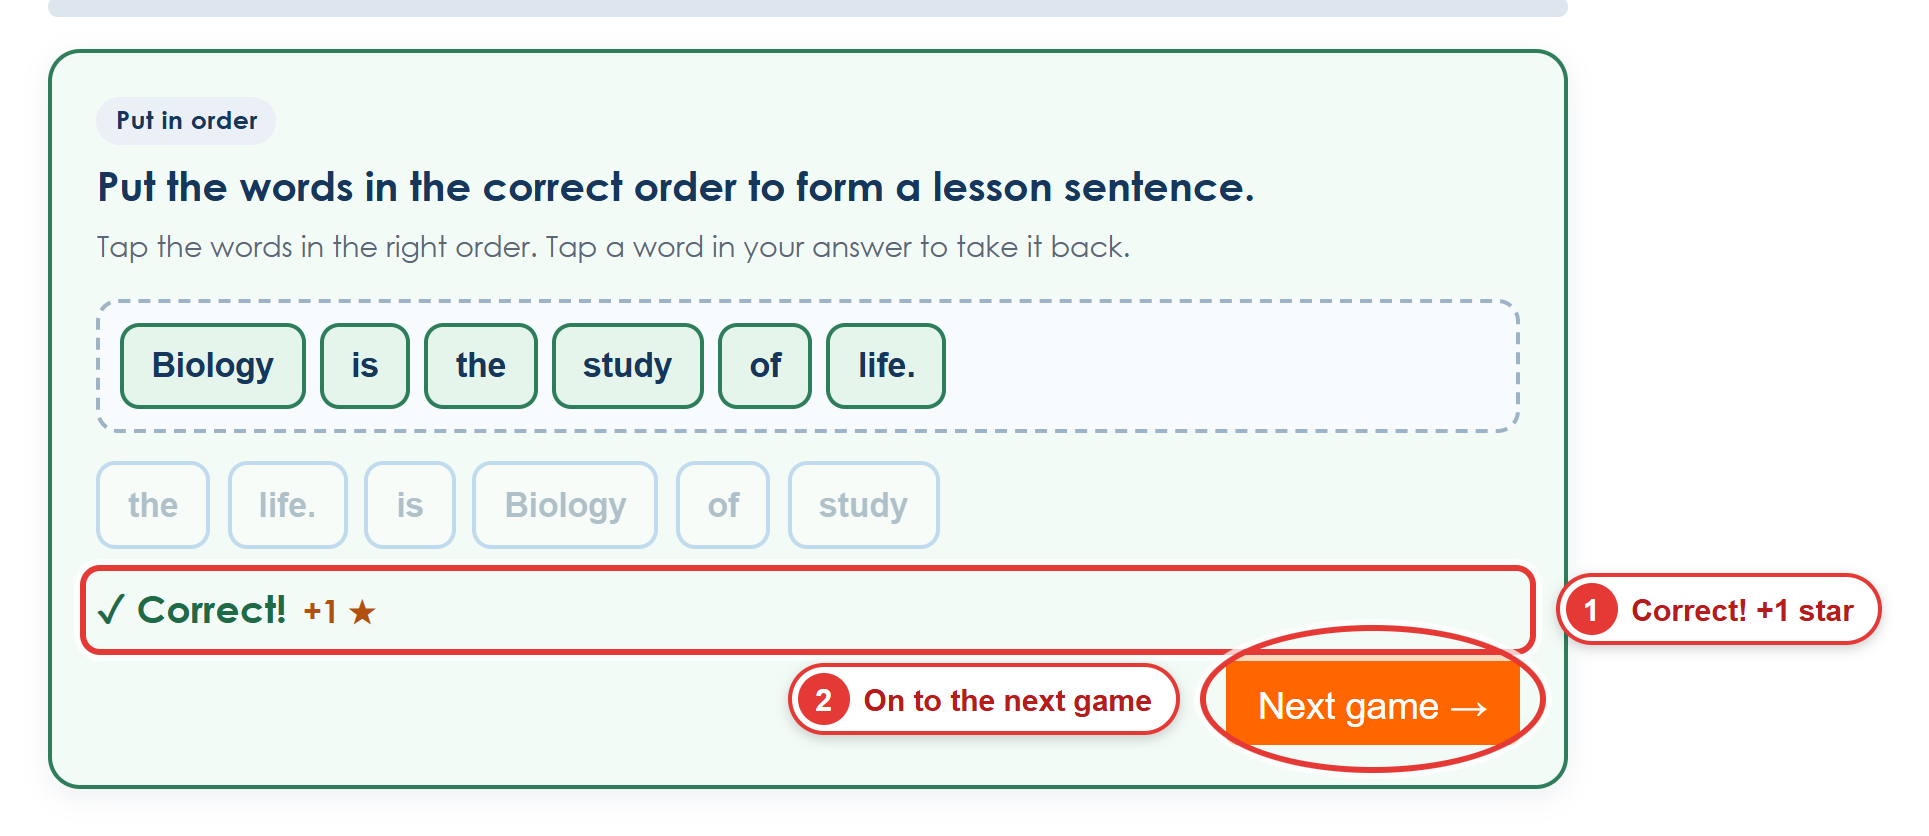 Put in order
Put the words in the correct order to form a lesson sentence.
Tap the words in the right order. Tap a word in your answer to take it back.
Biology is the study of life.
the life. is Biology of study
✓ Correct! +1 ★
1 Correct! +1 star
2 On to the next game
Next game →